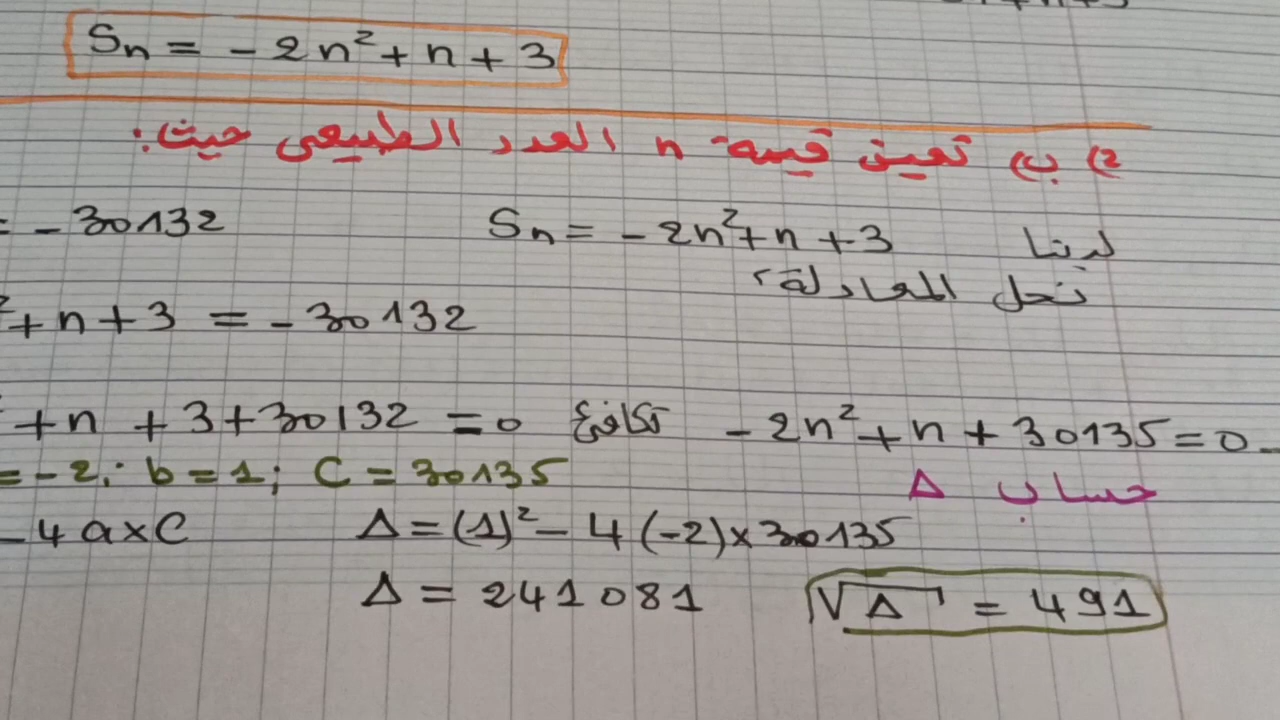 Sn = - 2n² + n + 3
2) ب) تعيين قيمة n العدد الطبيعي حيث:
لدينا Sn = - 2n² + n + 3 = - 30132
نحل المعادلة:
² + n + 3 = - 30132
+ n + 3 + 30132 = 0 تكافئ - 2n² + n + 30135 = 0
= -2; b = 1; C = 30135
حساب Δ
- 4 a x C Δ = (1)² - 4 (-2) x 30135
Δ = 241081 √Δ = 491